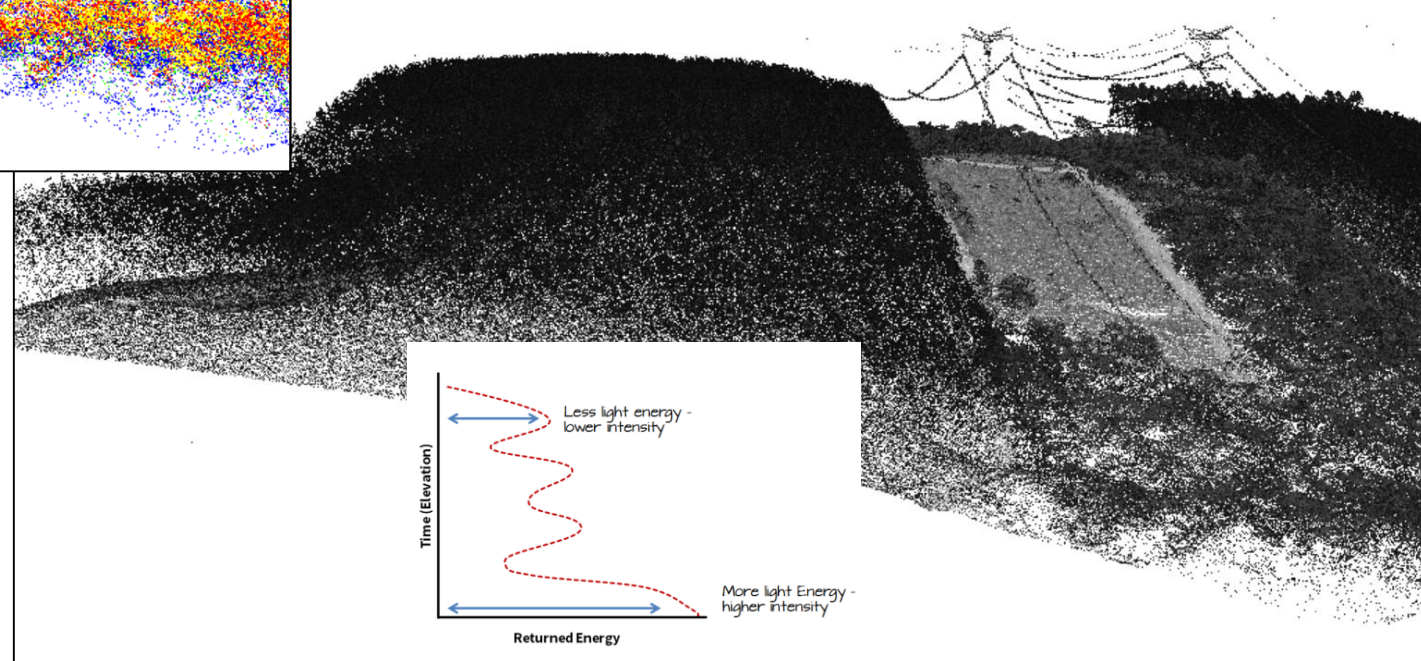 Less light energy -
lower intensity
Time (Elevation)
More light Energy -
higher intensity
Returned Energy